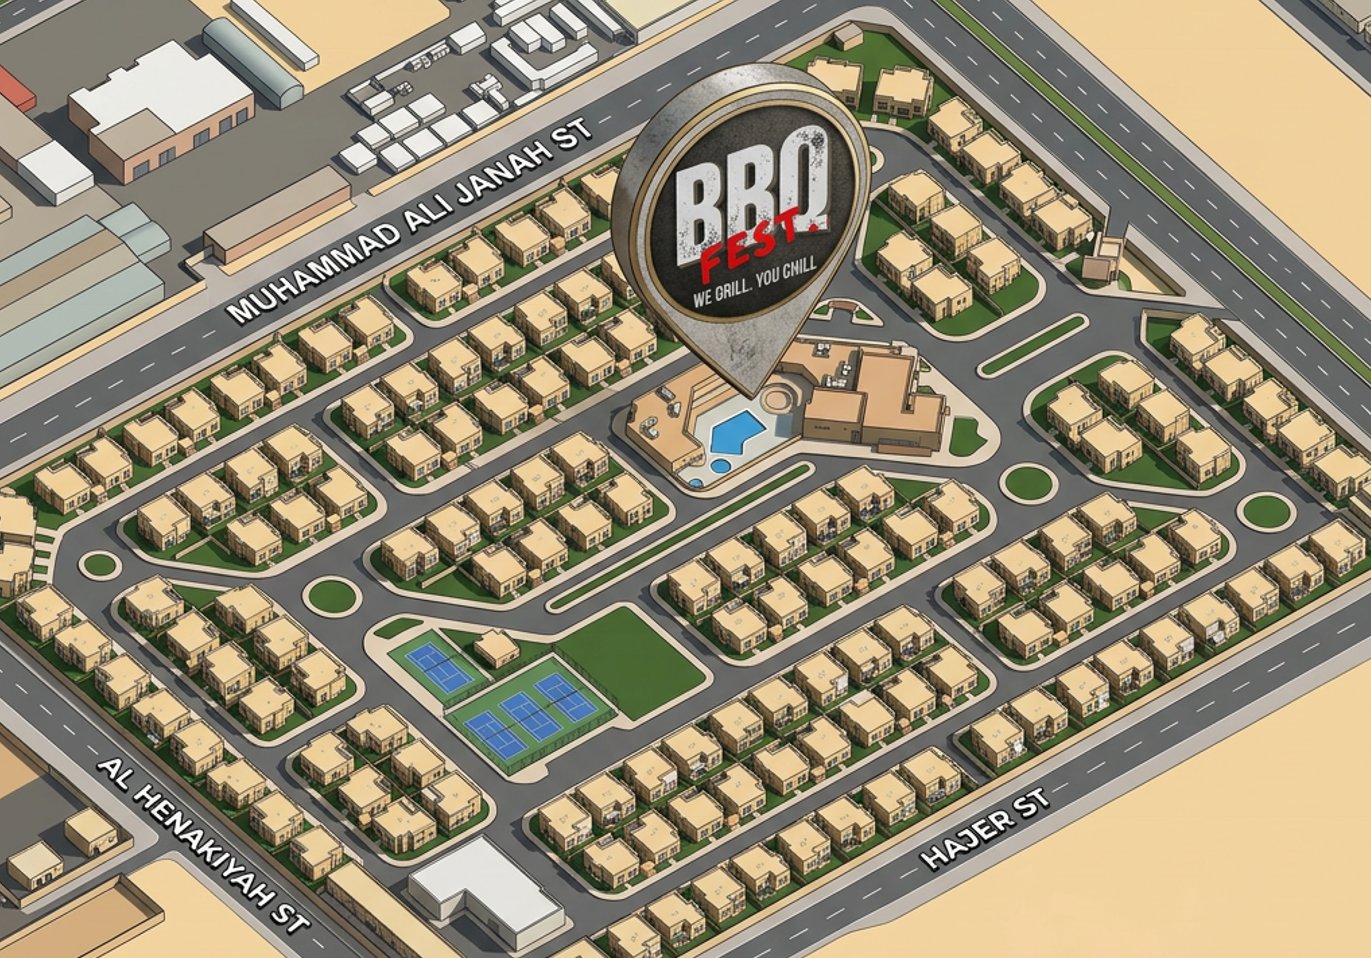 MUHAMMAD ALI JANAH ST
BBQ
FEST.
WE GRILL. YOU CHILL
AL HENAKIYAH ST
HAJER ST